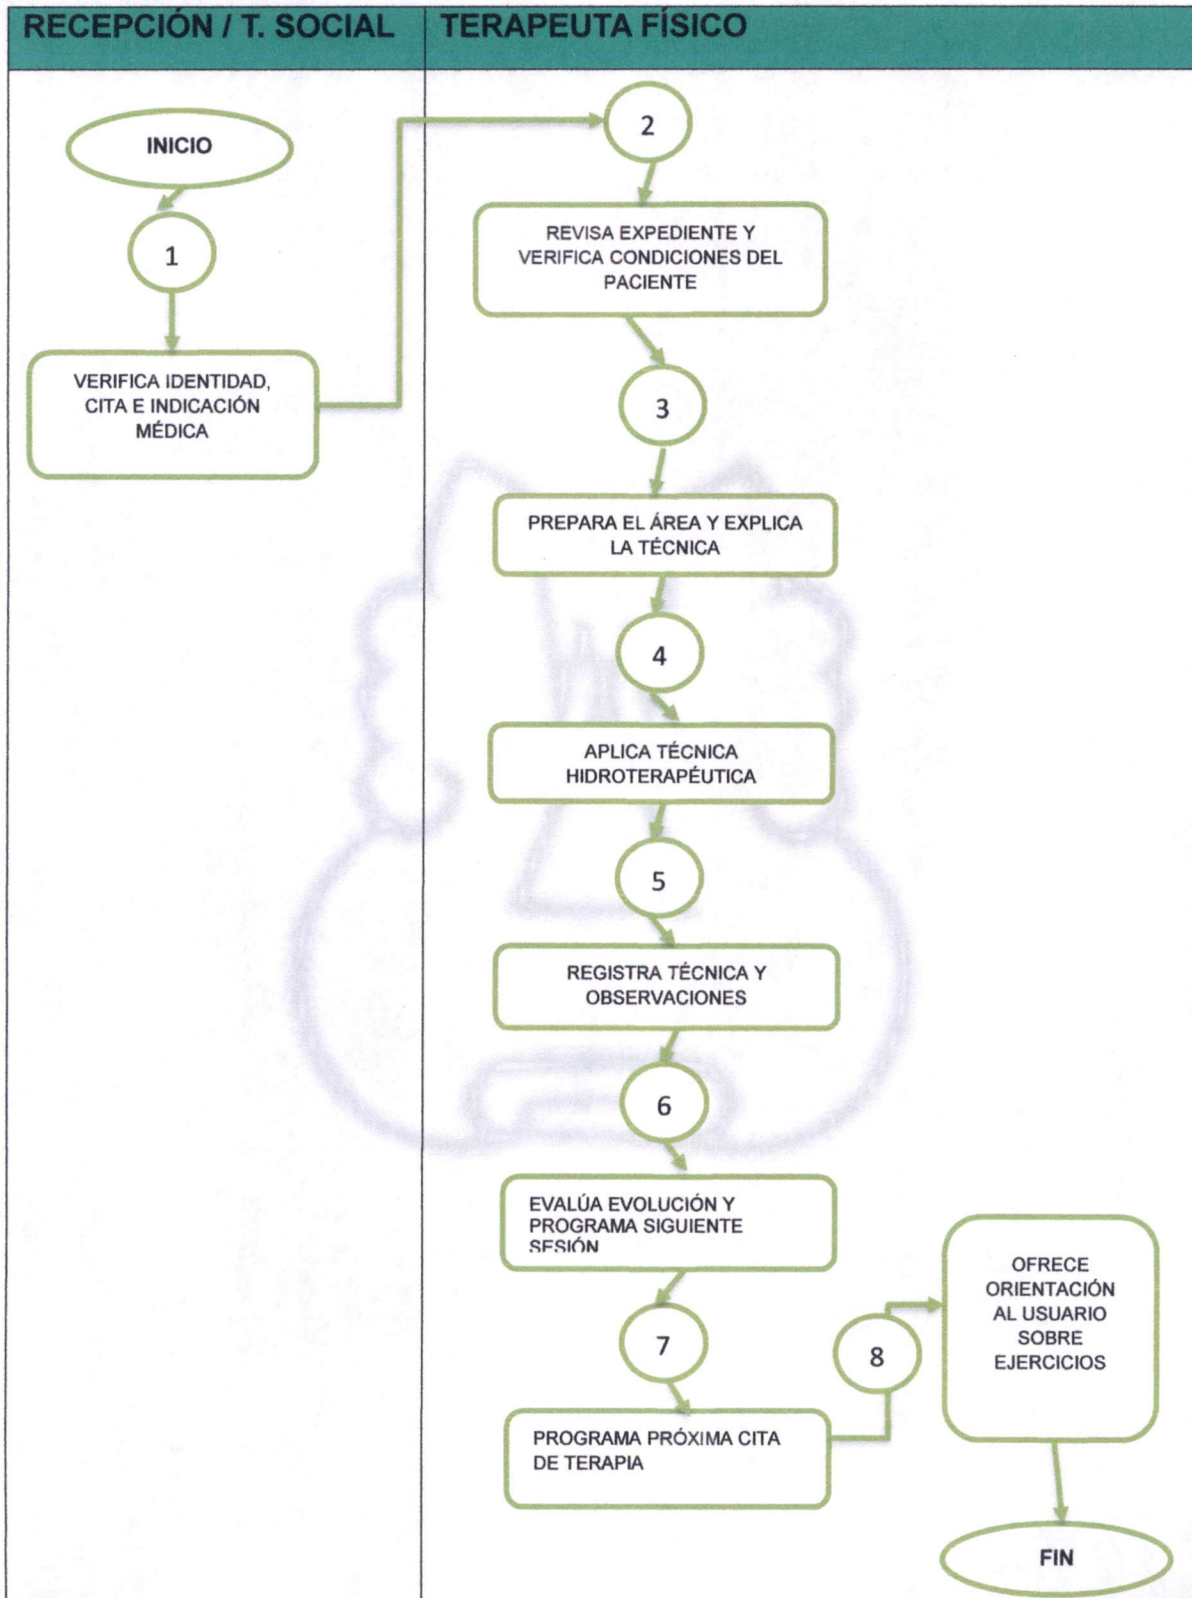 RECEPCIÓN / T. SOCIAL
TERAPEUTA FÍSICO
INICIO
1
VERIFICA IDENTIDAD,
CITA E INDICACIÓN
MÉDICA
2
REVISA EXPEDIENTE Y
VERIFICA CONDICIONES DEL
PACIENTE
3
PREPARA EL ÁREA Y EXPLICA
LA TÉCNICA
4
APLICA TÉCNICA
HIDROTERAPÉUTICA
5
REGISTRA TÉCNICA Y
OBSERVACIONES
6
EVALÚA EVOLUCIÓN Y
PROGRAMA SIGUIENTE
SESIÓN
7
PROGRAMA PRÓXIMA CITA
DE TERAPIA
8
OFRECE
ORIENTACIÓN
AL USUARIO
SOBRE
EJERCICIOS
FIN